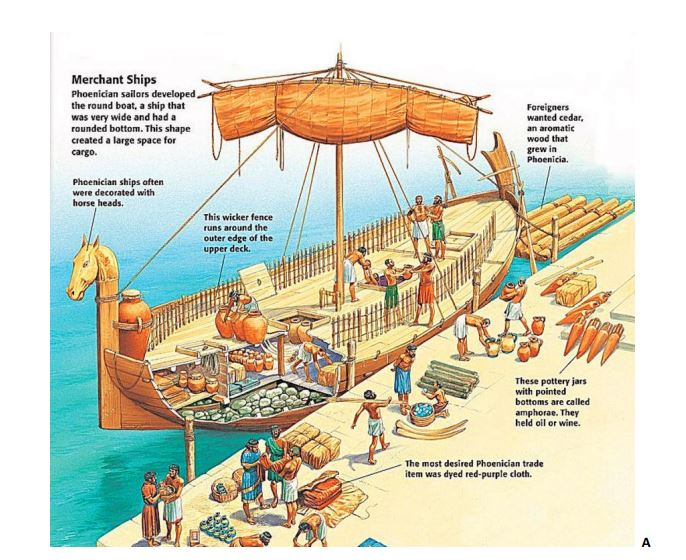 Merchant Ships
Phoenician sailors developed
the round boat, a ship that
was very wide and had a
rounded bottom. This shape
created a large space for
cargo.
Phoenician ships often
were decorated with
horse heads.
This wicker fence
runs around the
outer edge of the
upper deck.
Foreigners
wanted cedar,
an aromatic
wood that
grew in
Phoenicia.
These pottery jars
with pointed
bottoms are called
amphorae. They
held oil or wine.
The most desired Phoenician trade
item was dyed red-purple cloth.
A